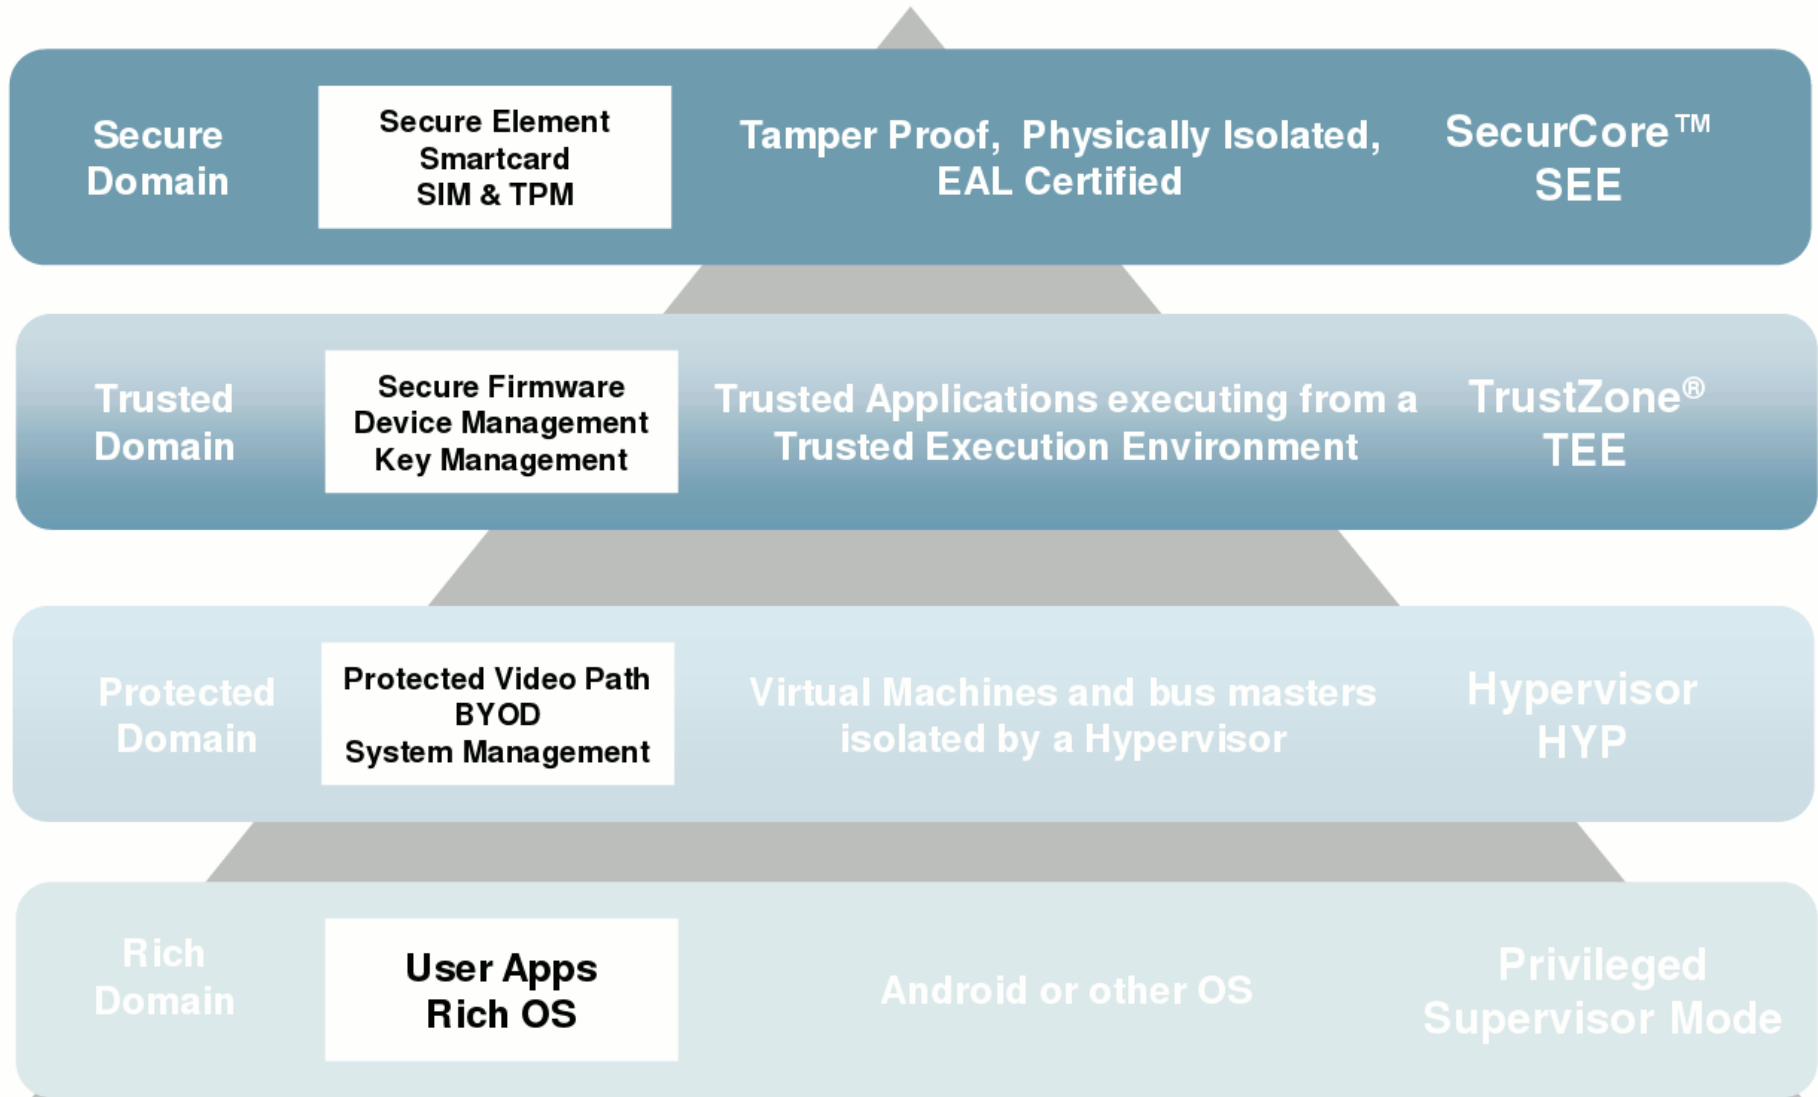 Secure
Domain
Secure Element
Smartcard
SIM & TPM
Tamper Proof, Physically Isolated,
EAL Certified
SecurCore™
SEE
Trusted
Domain
Secure Firmware
Device Management
Key Management
Trusted Applications executing from a
Trusted Execution Environment
TrustZone®
TEE
Protected
Domain
Protected Video Path
BYOD
System Management
Virtual Machines and bus masters
isolated by a Hypervisor
Hypervisor
HYP
Rich
Domain
User Apps
Rich OS
Android or other OS
Privileged
Supervisor Mode